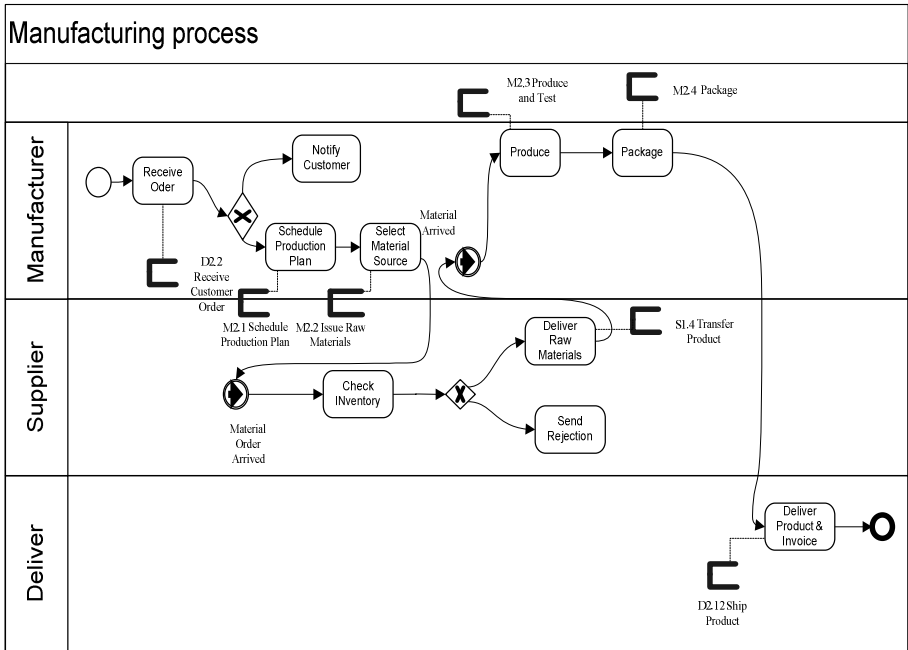 Manufacturing process
M2.3 Produce
and Test
M2.4 Package
Manufacturer
Receive
Oder
Notify
Customer
Schedule
Production
Plan
Select
Material
Source
Material
Arrived
Produce
Package
D2.2
Receive
Customer
Order
M2.1 Schedule
Production Plan
M2.2 Issue Raw
Materials
Supplier
Material
Order
Arrived
Check
INventory
Deliver
Raw
Materials
S1.4 Transfer
Product
Send
Rejection
Deliver
Deliver
Product &
Invoice
D2.12 Ship
Product